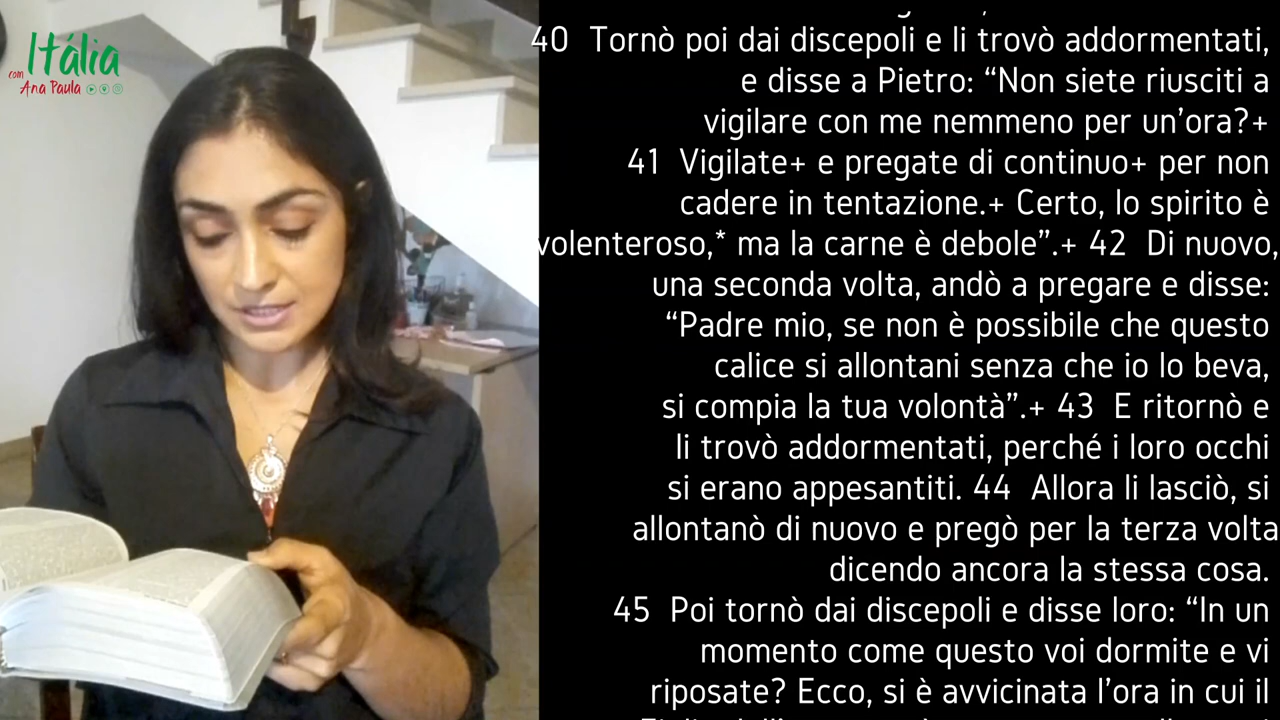 Itália
com
Ana Paula
40 Tornò poi dai discepoli e li trovò addormentati,
e disse a Pietro: “Non siete riusciti a
vigilare con me nemmeno per un’ora?+
41 Vigilate+ e pregate di continuo+ per non
cadere in tentazione.+ Certo, lo spirito è
volenteroso,* ma la carne è debole”.+ 42 Di nuovo,
una seconda volta, andò a pregare e disse:
“Padre mio, se non è possibile che questo
calice si allontani senza che io lo beva,
si compia la tua volontà”.+ 43 E ritornò e
li trovò addormentati, perché i loro occhi
si erano appesantiti. 44 Allora li lasciò, si
allontanò di nuovo e pregò per la terza volta
dicendo ancora la stessa cosa.
45 Poi tornò dai discepoli e disse loro: “In un
momento come questo voi dormite e vi
riposate? Ecco, si è avvicinata l’ora in cui il